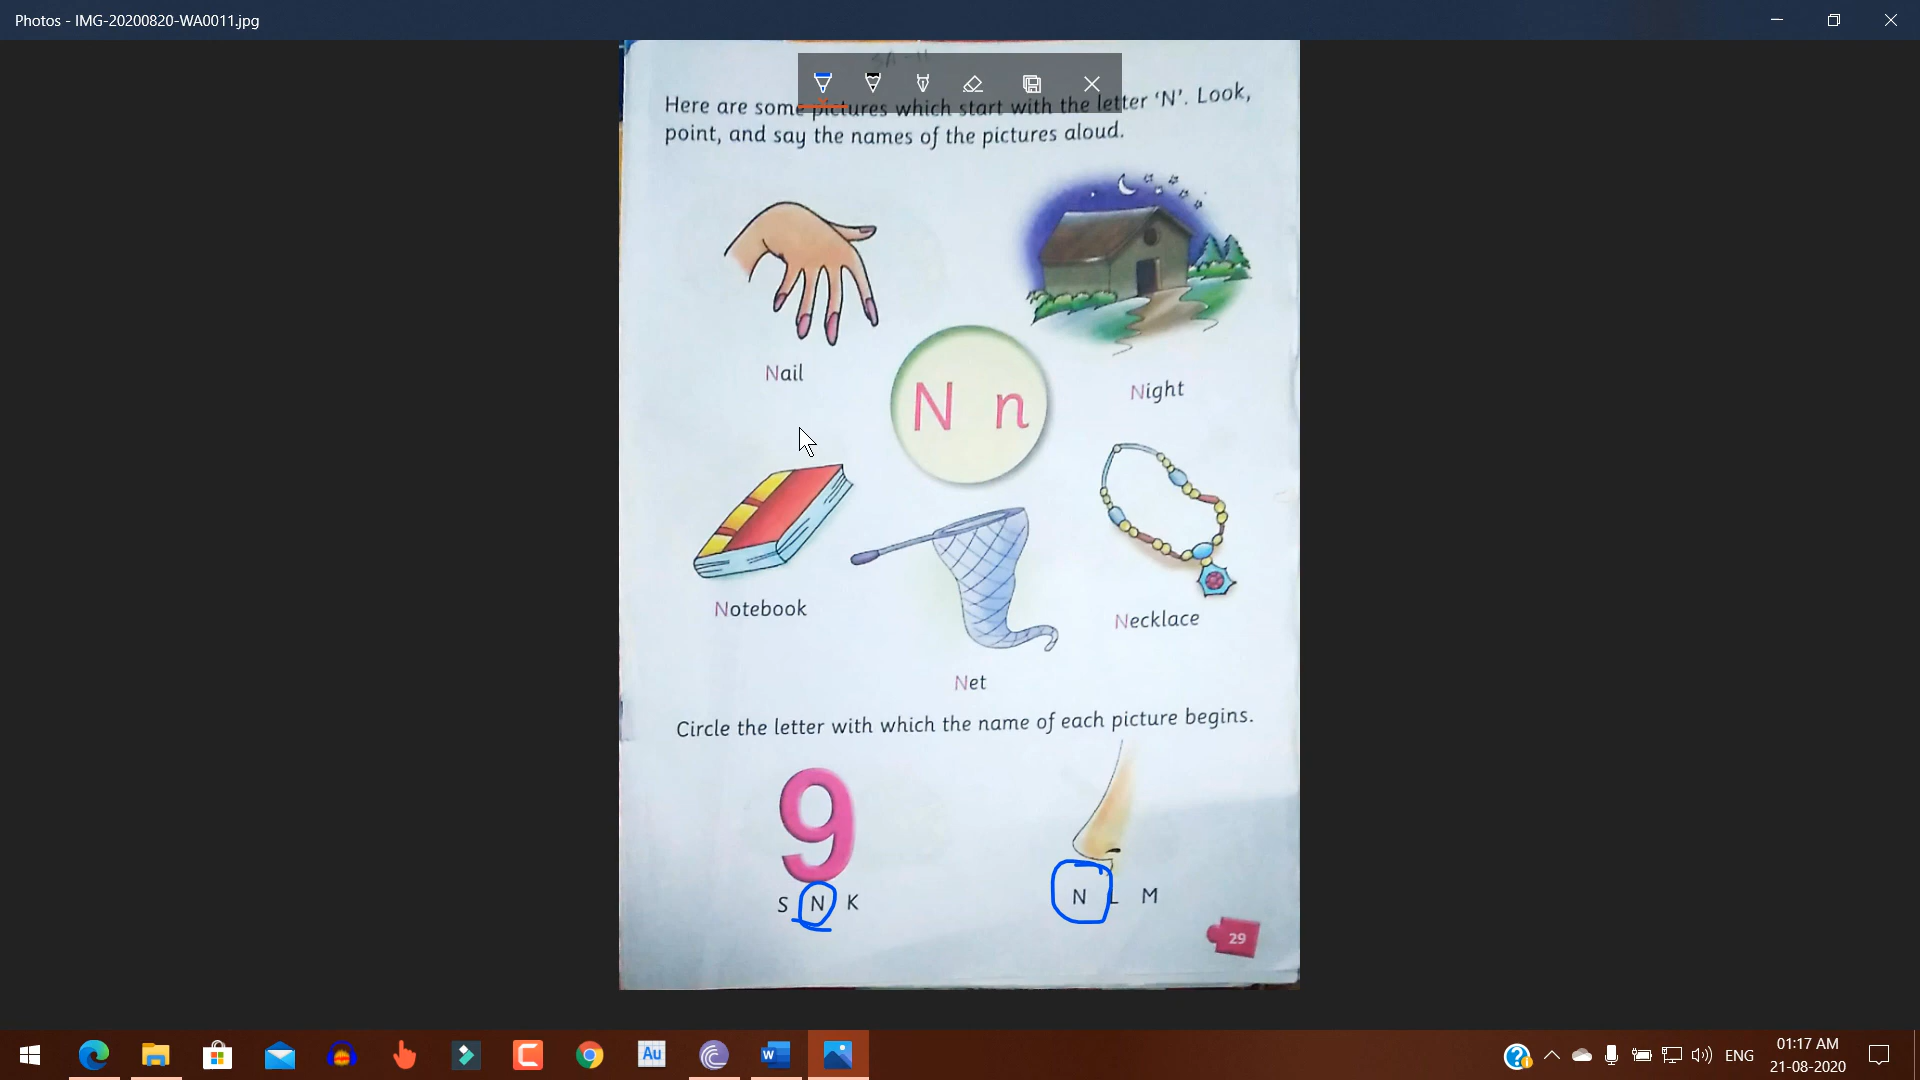 Photos - IMG-20200820-WA0011.jpg
Here are some pictures which start with the letter ‘N’. Look,
point, and say the names of the pictures aloud.
Nail
Night
N n
Notebook
Necklace
Net
Circle the letter with which the name of each picture begins.
9
S N K
N L M
29
Au
W
ENG
01:17 AM
21-08-2020